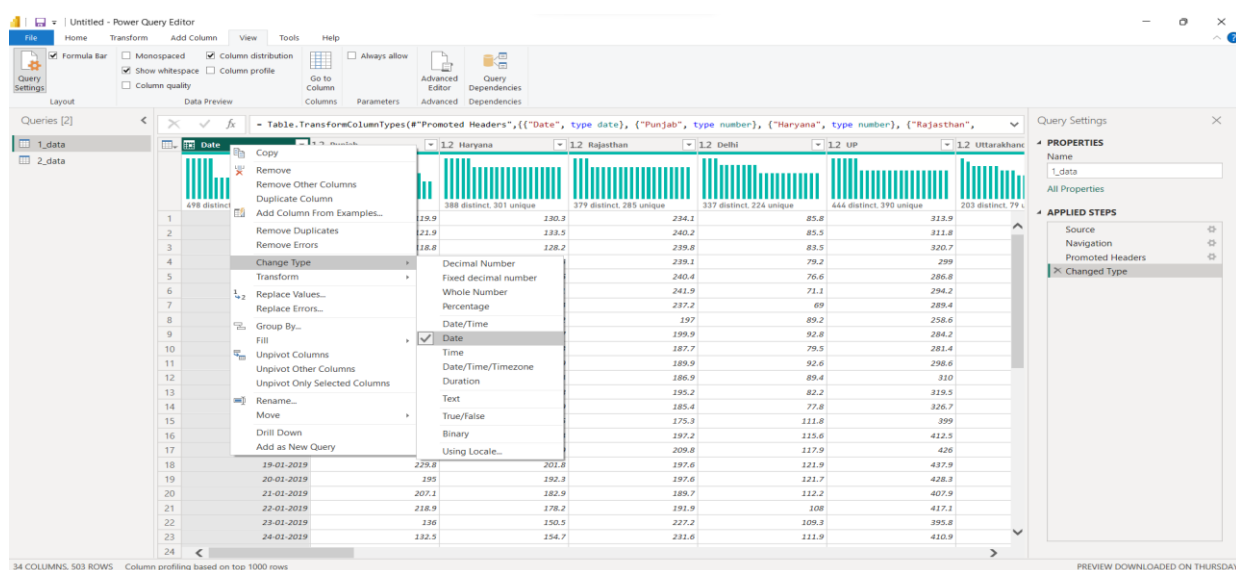 Untitled - Power Query Editor
File Home Transform Add Column View Tools Help
Query Settings
Formula Bar
Monospaced
Show whitespace
Column quality
Column distribution
Column profile
Go to Column
Always allow
Advanced Editor
Query Dependencies
Layout Data Preview Columns Parameters Advanced Dependencies
Queries [2]
1_data
2_data
= Table.TransformColumnTypes(#"Promoted Headers",{{"Date", type date}, {"Punjab", type number}, {"Haryana", type number}, {"Rajasthan",
Date 1.2 Punjab 1.2 Haryana 1.2 Rajasthan 1.2 Delhi 1.2 UP 1.2 Uttarakhand
498 distinct 388 distinct, 301 unique 379 distinct, 285 unique 337 distinct, 224 unique 444 distinct, 390 unique 203 distinct, 79 u
1 119.9 130.3 234.1 85.8 313.9
2 121.9 133.5 240.2 85.5 311.8
3 118.8 128.2 239.8 83.5 320.7
4 239.1 79.2 299
5 240.4 76.6 286.8
6 241.9 71.1 294.2
7 237.2 69 289.4
8 197 89.2 258.6
9 199.9 92.8 284.2
10 187.7 79.5 281.4
11 189.9 92.6 298.6
12 186.9 89.4 310
13 195.2 82.2 319.5
14 185.4 77.8 326.7
15 175.3 111.8 399
16 197.2 115.6 412.5
17 209.8 117.9 426
18 19-01-2019 229.8 201.8 197.6 121.9 437.9
19 20-01-2019 195 192.3 197.6 121.7 428.3
20 21-01-2019 207.1 182.9 189.7 112.2 407.9
21 22-01-2019 218.9 178.2 191.9 108 417.1
22 23-01-2019 136 150.5 227.2 109.3 395.8
23 24-01-2019 132.5 154.7 231.6 111.9 410.9
24
Copy
Remove
Remove Other Columns
Duplicate Column
Add Column From Examples...
Remove Duplicates
Remove Errors
Change Type
Transform
Replace Values...
Replace Errors...
Group By...
Fill
Unpivot Columns
Unpivot Other Columns
Unpivot Only Selected Columns
Rename...
Move
Drill Down
Add as New Query
Decimal Number
Fixed decimal number
Whole Number
Percentage
Date/Time
Date
Time
Date/Time/Timezone
Duration
Text
True/False
Binary
Using Locale...
Query Settings
PROPERTIES
Name
1_data
All Properties
APPLIED STEPS
Source
Navigation
Promoted Headers
Changed Type
34 COLUMNS, 503 ROWS Column profiling based on top 1000 rows
PREVIEW DOWNLOADED ON THURSDAY